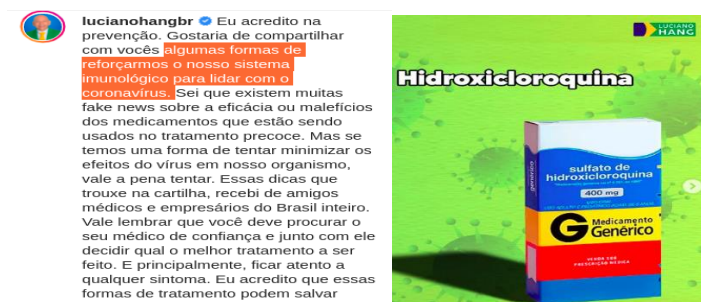 lucianohangbr Eu acredito na
prevenção. Gostaria de compartilhar
com vocês algumas formas de
reforçarmos o nosso sistema
imunológico para lidar com o
coronavírus. Sei que existem muitas
fake news sobre a eficácia ou malefícios
dos medicamentos que estão sendo
usados no tratamento precoce. Mas se
temos uma forma de tentar minimizar os
efeitos do vírus em nosso organismo,
vale a pena tentar. Essas dicas que
trouxe na cartilha, recebi de amigos
médicos e empresários do Brasil inteiro.
Vale lembrar que você deve procurar o
seu médico de confiança e junto com ele
decidir qual o melhor tratamento a ser
feito. E principalmente, ficar atento a
qualquer sintoma. Eu acredito que essas
formas de tratamento podem salvar
LUCIANO
HANG
Hidroxicloroquina
genérico
sulfato de
hidroxicloroquina
400 mg
G Medicamento
Genérico
VENDA SOB
PRESCRIÇÃO MÉDICA